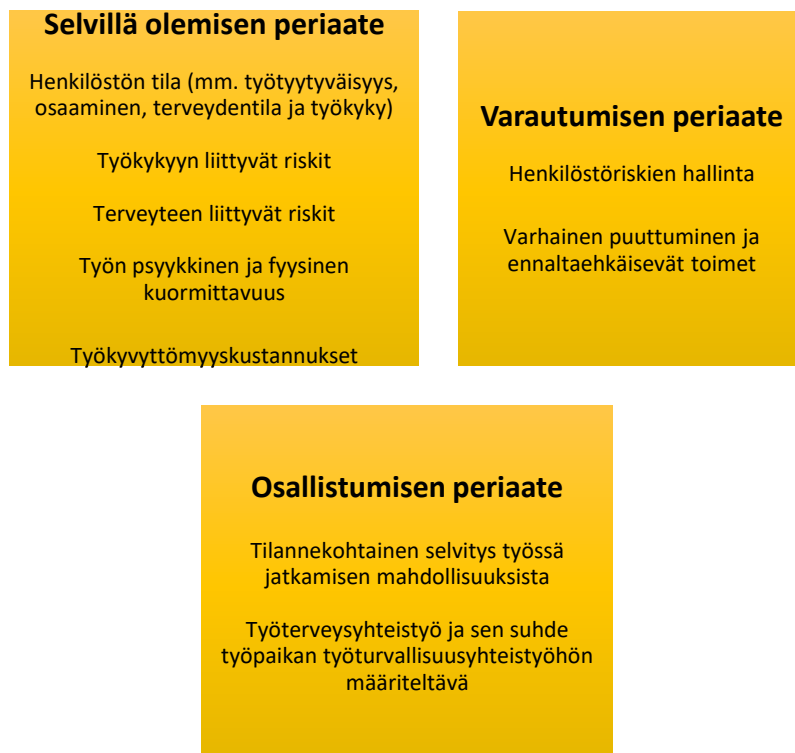 Selvillä olemisen periaate
Henkilöstön tila (mm. työtyytyväisyys,
osaaminen, terveydentila ja työkyky)
Työkykyyn liittyvät riskit
Terveyteen liittyvät riskit
Työn psyykkinen ja fyysinen
kuormittavuus
Työkyvyttömyyskustannukset
Varautumisen periaate
Henkilöstöriskien hallinta
Varhainen puuttuminen ja
ennaltaehkäisevät toimet
Osallistumisen periaate
Tilannekohtainen selvitys työssä
jatkamisen mahdollisuuksista
Työterveysyhteistyö ja sen suhde
työpaikan työturvallisuusyhteistyöhön
määriteltävä